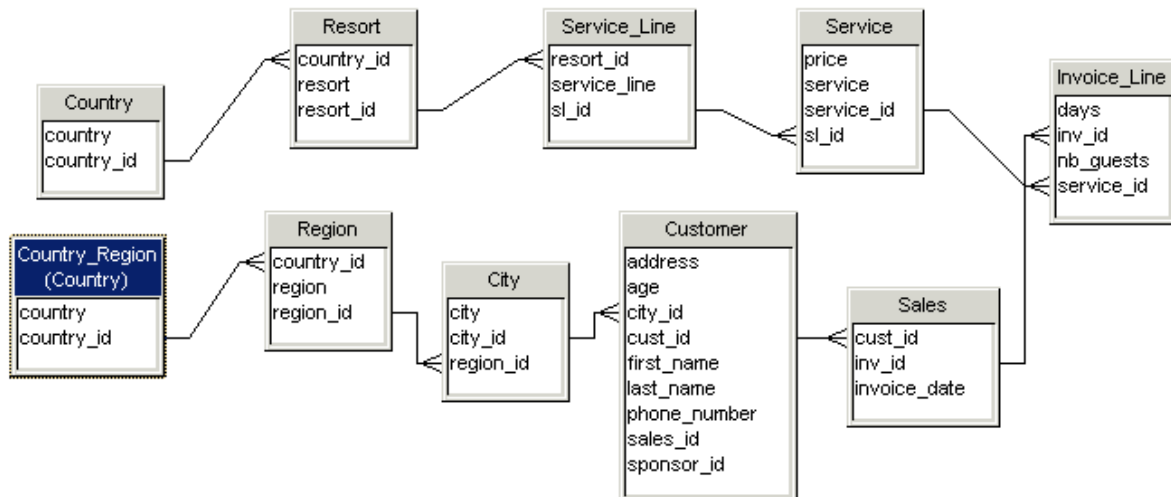 Resort
country_id
resort
resort_id
Service_Line
resort_id
service_line
sl_id
Service
price
service
service_id
sl_id
Invoice_Line
days
inv_id
nb_guests
service_id
Country
country
country_id
Country_Region
(Country)
country
country_id
Region
country_id
region
region_id
City
city
city_id
region_id
Customer
address
age
city_id
cust_id
first_name
last_name
phone_number
sales_id
sponsor_id
Sales
cust_id
inv_id
invoice_date